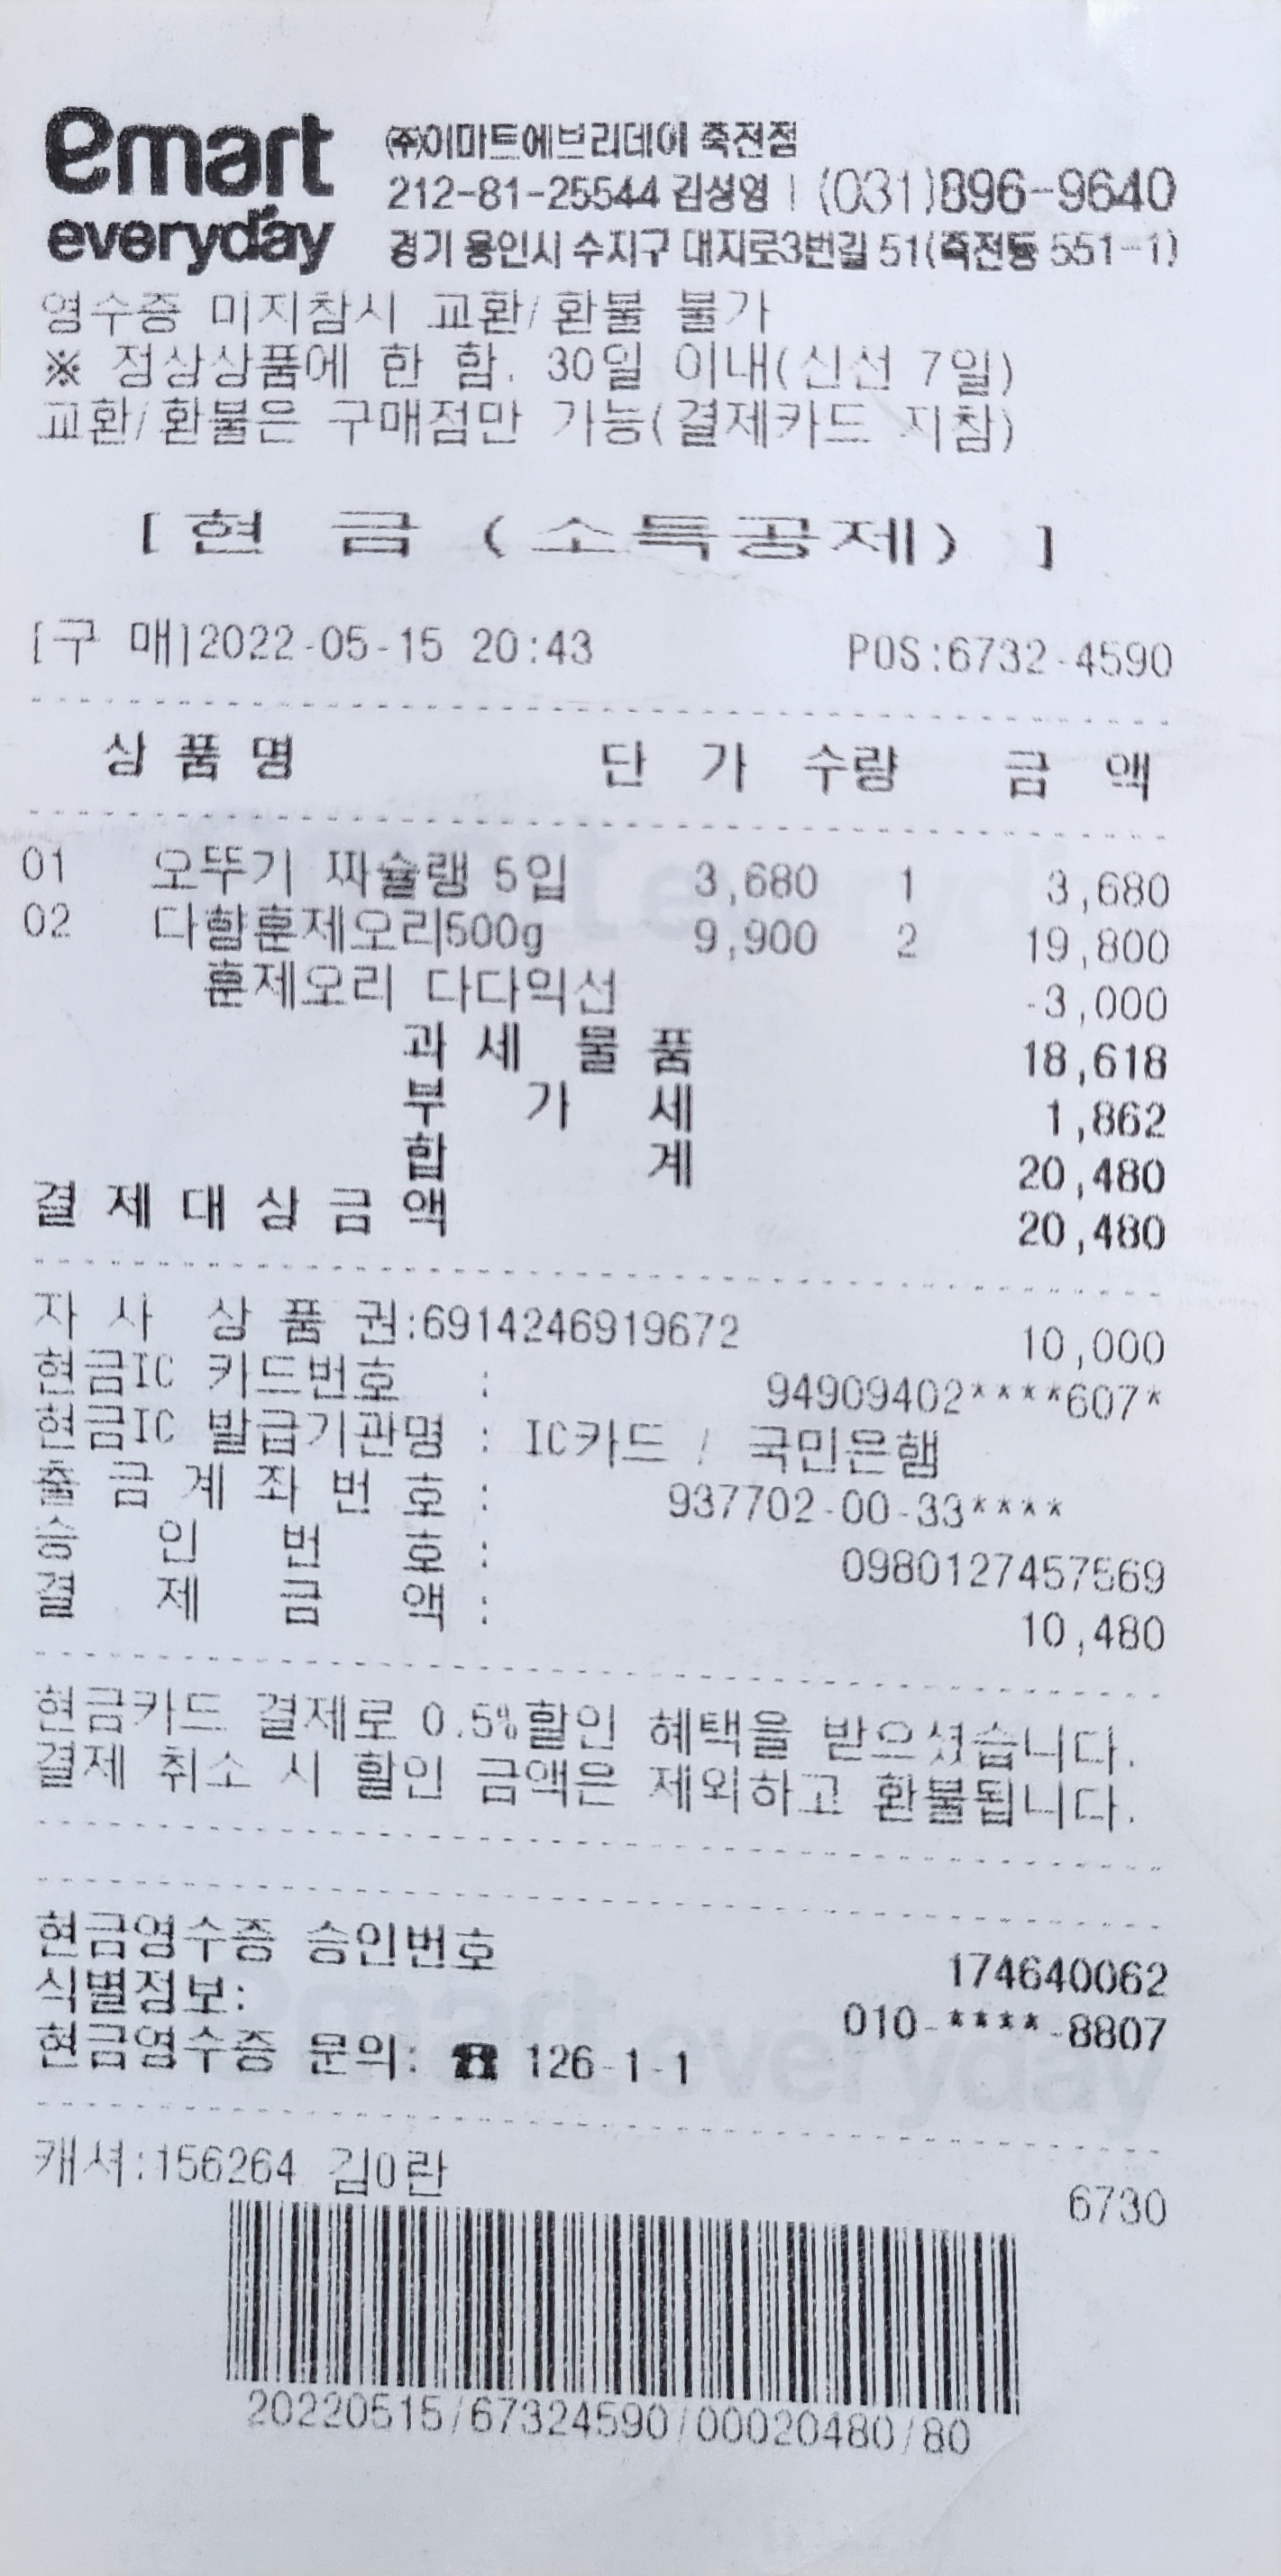 emart
everyday
㈜이마트에브리데이 죽전점
212-81-25544 김성영 | (031)896-9640
경기 용인시 수지구 대지로3번길 51(죽전동 551-1)
영수증 미지참시 교환/환불 불가
※ 정상상품에 한 함. 30일 이내(신선 7일)
교환/환불은 구매점만 가능(결제카드 지참)
[ 현 금 (소득공제) ]
[구 매]2022-05-15 20:43 POS:6732-4590
상 품 명 단 가 수량 금 액
01 오뚜기 짜슐랭 5입 3,680 1 3,680
02 다향훈제오리500g 9,900 2 19,800
훈제오리 다다익선 -3,000
과 세 물 품 18,618
부 가 세 1,862
합 계 20,480
결 제 대 상 금 액 20,480
자 사 상 품 권:6914246919672 10,000
현금IC 카드번호 : 94909402****607*
현금IC 발급기관명 : IC카드 / 국민은행
출 금 계 좌 번 호 : 937702-00-33****
승 인 번 호 : 0980127457569
결 제 금 액 : 10,480
현금카드 결제로 0.5%할인 혜택을 받으셨습니다.
결제 취소 시 할인 금액은 제외하고 환불됩니다.
현금영수증 승인번호 174640062
식별정보: 010-****-8807
현금영수증 문의: ☎ 126-1-1
캐셔:156264 김0란 6730
20220515/67324590/00020480/80